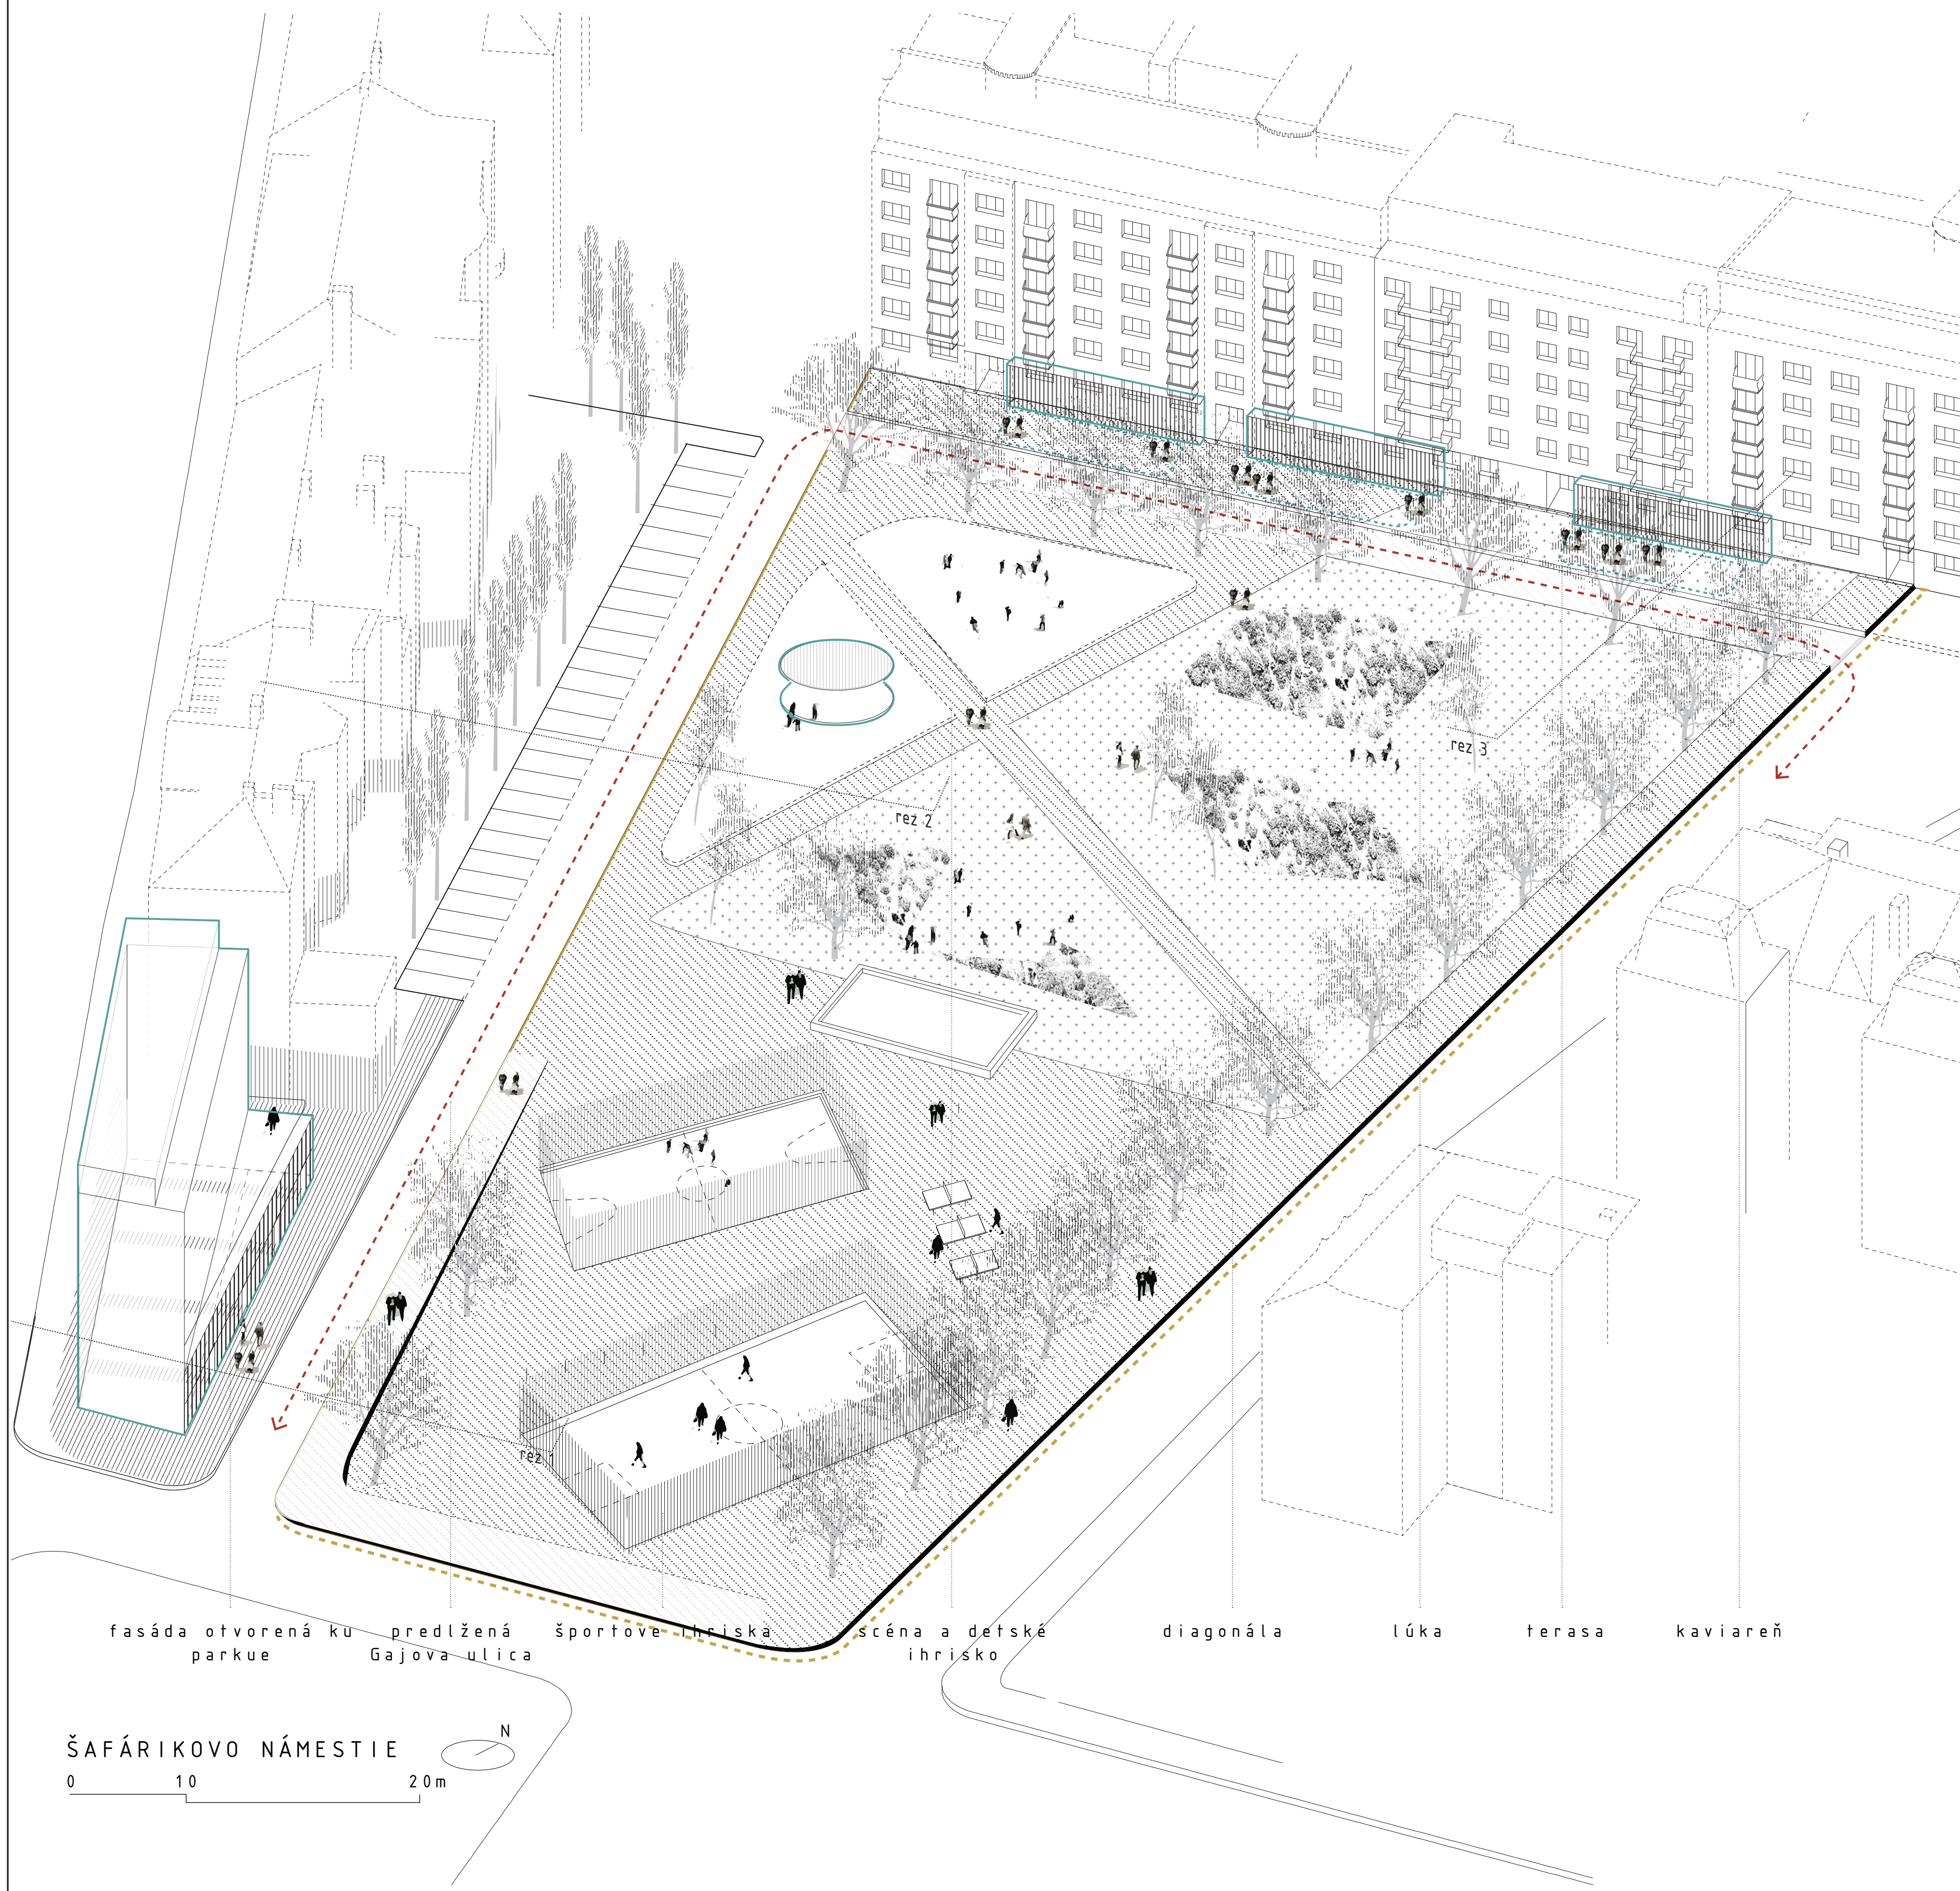 rez 3
rez 2
rez 1
fasáda otvorená ku
parkue
predlžená
Gajova ulica
športove ihriska
scéna a detské
ihrisko
diagonála
lúka
terasa
kaviareň
ŠAFÁRIKOVO NÁMESTIE
N
0 10 20m